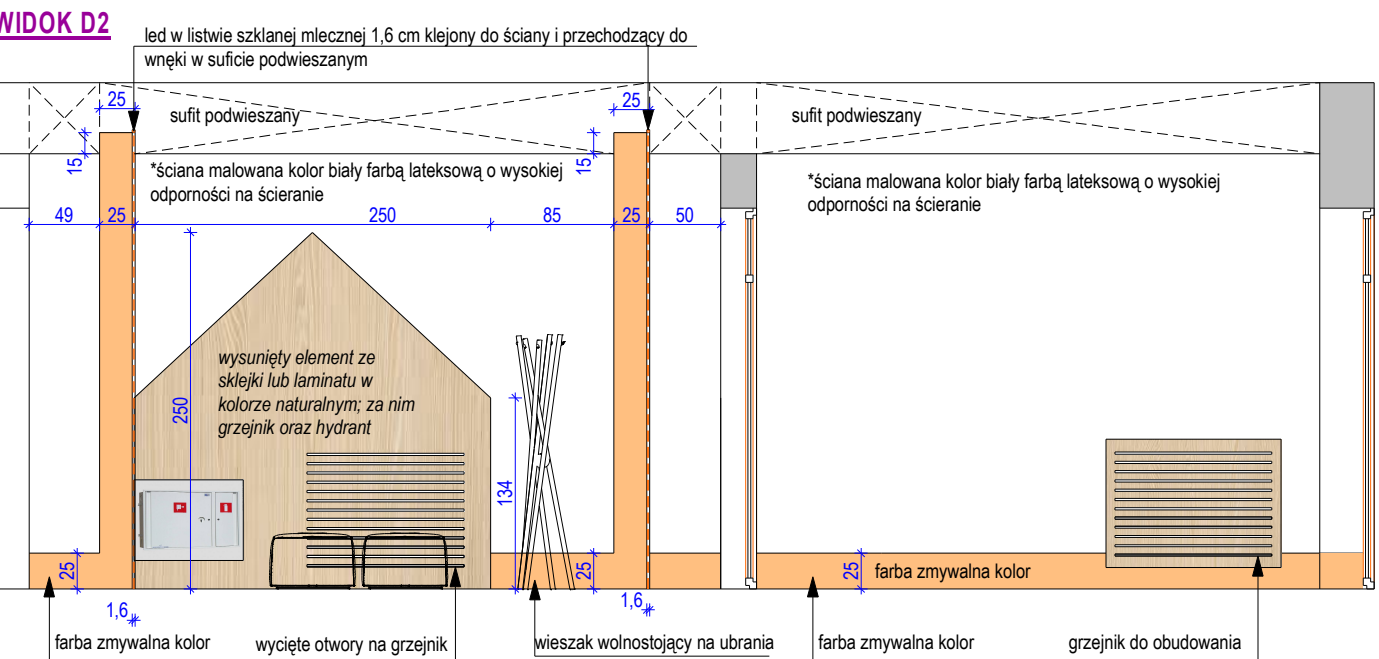 WIDOK D2
led w listwie szklanej mlecznej 1,6 cm klejony do ściany i przechodzący do
wnęki w suficie podwieszanym
25
25
sufit podwieszany
sufit podwieszany
15
15
*ściana malowana kolor biały farbą lateksową o wysokiej
odporności na ścieranie
*ściana malowana kolor biały farbą lateksową o wysokiej
odporności na ścieranie
49
25
250
85
25
50
wysunięty element ze
sklejki lub laminatu w
kolorze naturalnym; za nim
grzejnik oraz hydrant
250
134
25
25
25
farba zmywalna kolor
1,6
1,6
farba zmywalna kolor
wycięte otwory na grzejnik
wieszak wolnostojący na ubrania
farba zmywalna kolor
grzejnik do obudowania